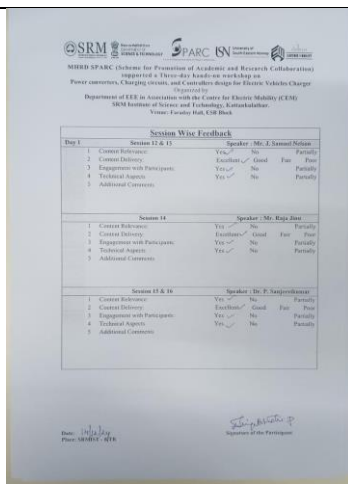 SRM
SPARC USN University of South-Eastern Norway
MHRD SPARC (Scheme for Promotion of Academic and Research Collaboration)
supported a Three-day hands-on workshop on
Power converters, Charging circuits, and Controllers design for Electric Vehicles Charger
Organized by
Department of EEE in Association with the Centre for Electric Mobility (CEM)
SRM Institute of Science and Technology, Kattankulathur.
Venue: Faraday Hall, ESB Block
Session Wise Feedback
Day 1 Session 12 & 13 Speaker : Mr. J. Samuel Nelson
1 Content Relevance: Yes ✓ No Partially
2 Content Delivery: Excellent ✓ Good Fair Poor
3 Engagement with Participants: Yes ✓ No Partially
4 Technical Aspects Yes ✓ No Partially
5 Additional Comments:
Session 14 Speaker : Mr. Raja Jinu
1 Content Relevance: Yes ✓ No Partially
2 Content Delivery: Excellent ✓ Good Fair Poor
3 Engagement with Participants: Yes ✓ No Partially
4 Technical Aspects Yes ✓ No Partially
5 Additional Comments:
Session 15 & 16 Speaker : Dr. P. Sanjeevikumar
1 Content Relevance: Yes ✓ No Partially
2 Content Delivery: Excellent ✓ Good Fair Poor
3 Engagement with Participants: Yes ✓ No Partially
4 Technical Aspects Yes ✓ No Partially
5 Additional Comments:
Date:
Place: SRMIST - KTR
Signature of the Participant